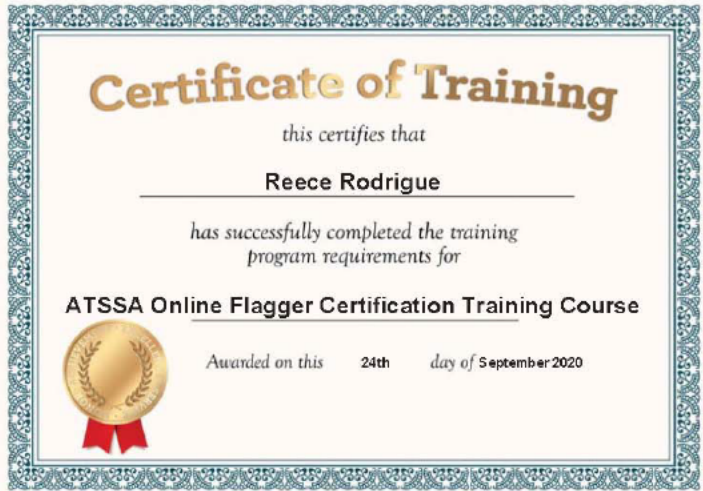 Certificate of Training
this certifies that
Reece Rodrigue
has successfully completed the training
program requirements for
ATSSA Online Flagger Certification Training Course
Awarded on this 24th day of September 2020